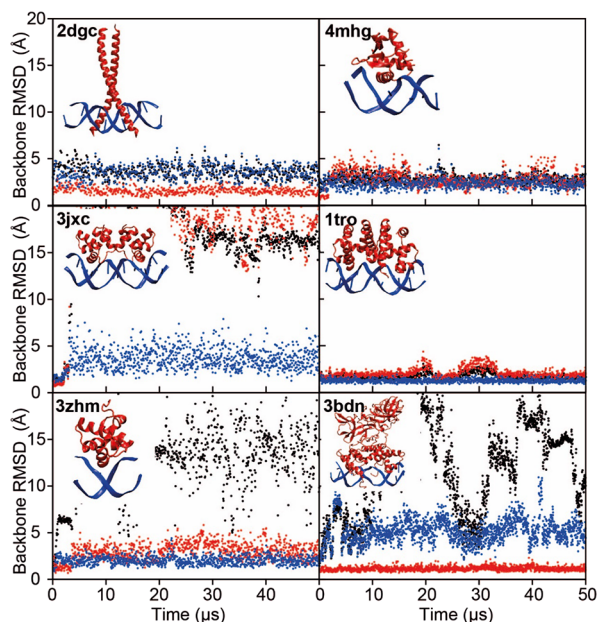 2dgc
4mhg
Backbone RMSD (Å)
20
15
10
5
0
3jxc
1tro
Backbone RMSD (Å)
15
10
5
0
3zhm
3bdn
Backbone RMSD (Å)
15
10
5
0
0 10 20 30 40 0 10 20 30 40 50
Time (µs) Time (µs)